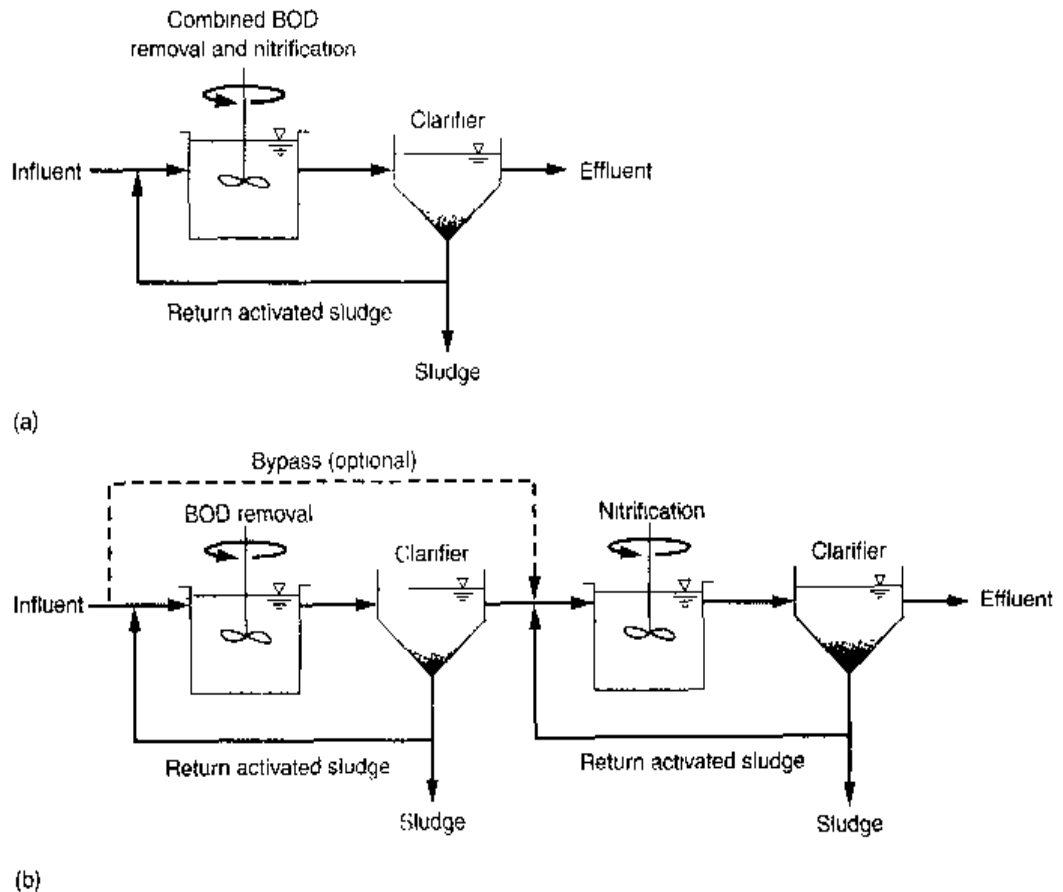 Combined BOD
removal and nitrification
Clarifier
Influent
Effluent
Return activated sludge
Sludge
(a)
Bypass (optional)
BOD removal
Nitrification
Clarifier
Clarifier
Influent
Effluent
Return activated sludge
Return activated sludge
Sludge
Sludge
(b)